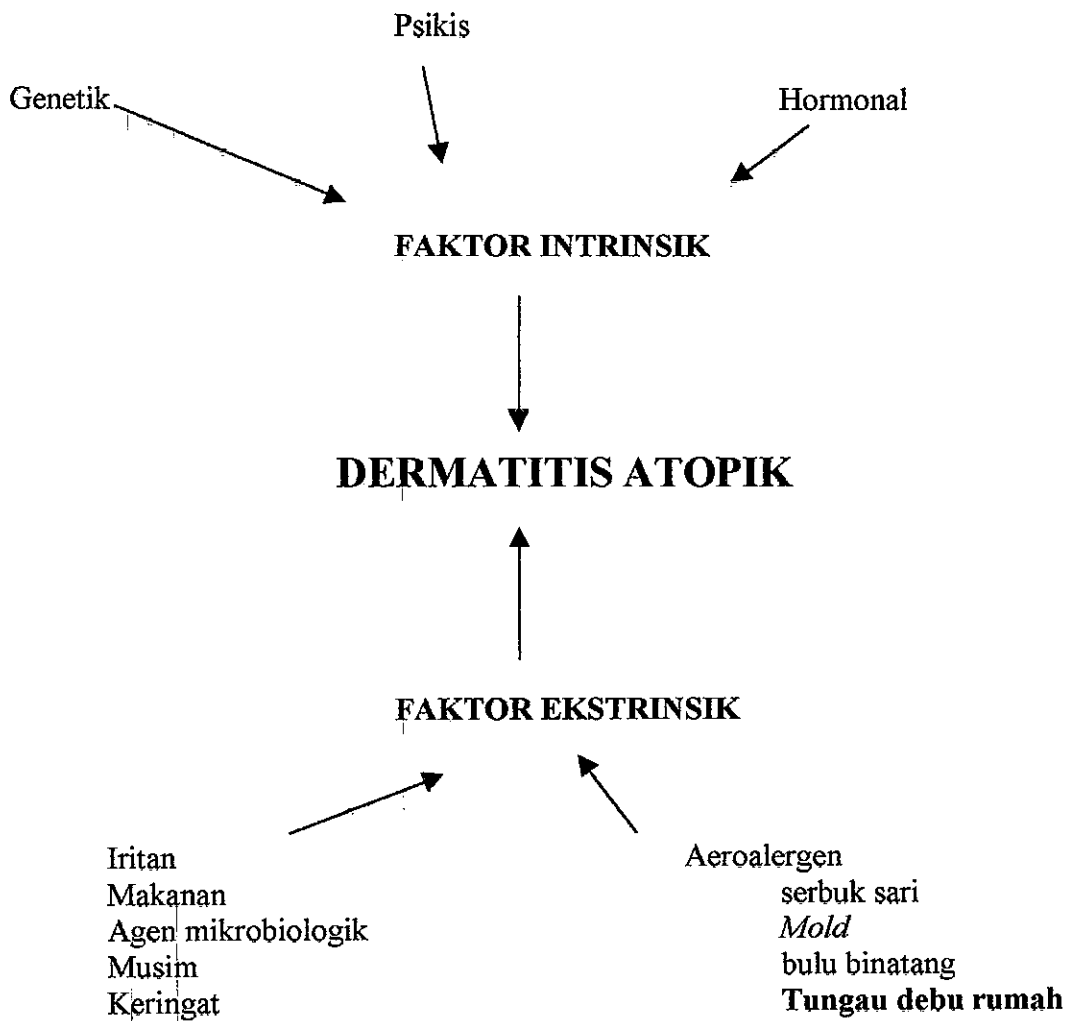 Psikis
Genetik
Hormonal
FAKTOR INTRINSIK
DERMATITIS ATOPIK
FAKTOR EKSTRINSIK
Iritan
Makanan
Agen mikrobiologik
Musim
Keringat
Aeroalergen
serbuk sari
Mold
bulu binatang
Tungau debu rumah